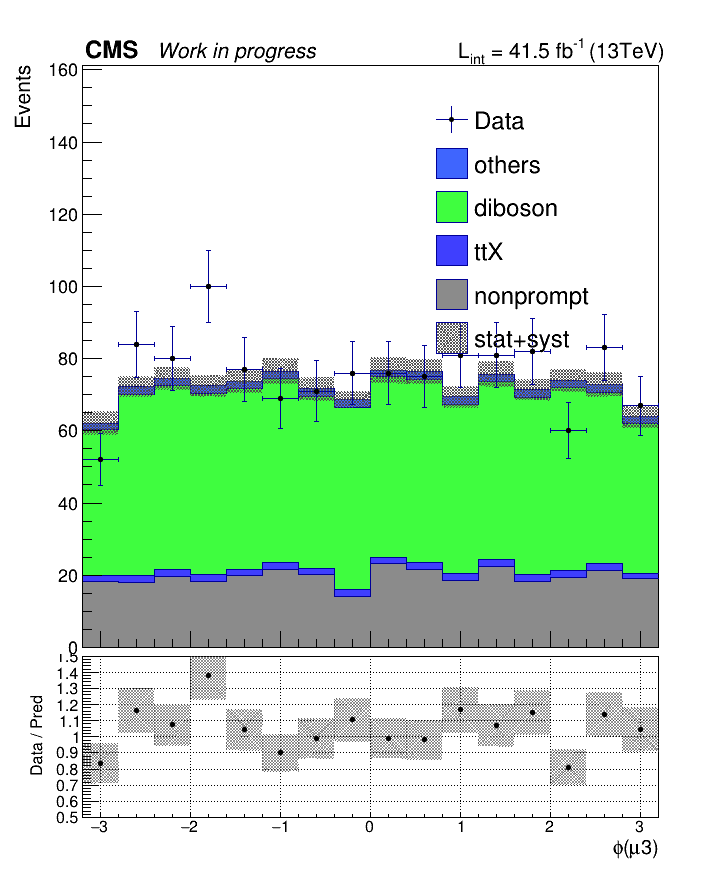 CMS Work in progress L_int = 41.5 fb⁻¹ (13TeV)
Events
160
140
120
100
80
60
40
20
0
Data
others
diboson
ttX
nonprompt
stat+syst
Data / Pred
1.5
1.4
1.3
1.2
1.1
1
0.9
0.8
0.7
0.6
0.5
−3 −2 −1 0 1 2 3
ϕ(μ3)